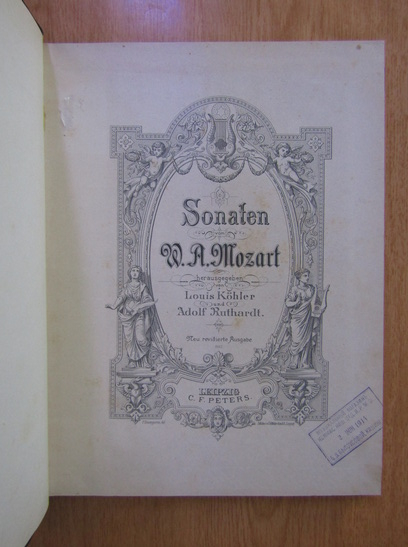 Sonaten
W. A. Mozart
herausgegeben
Louis Köhler
und
Adolf Ruthardt.
Neu revidierte Ausgabe
LEIPZIG
C. F. PETERS.